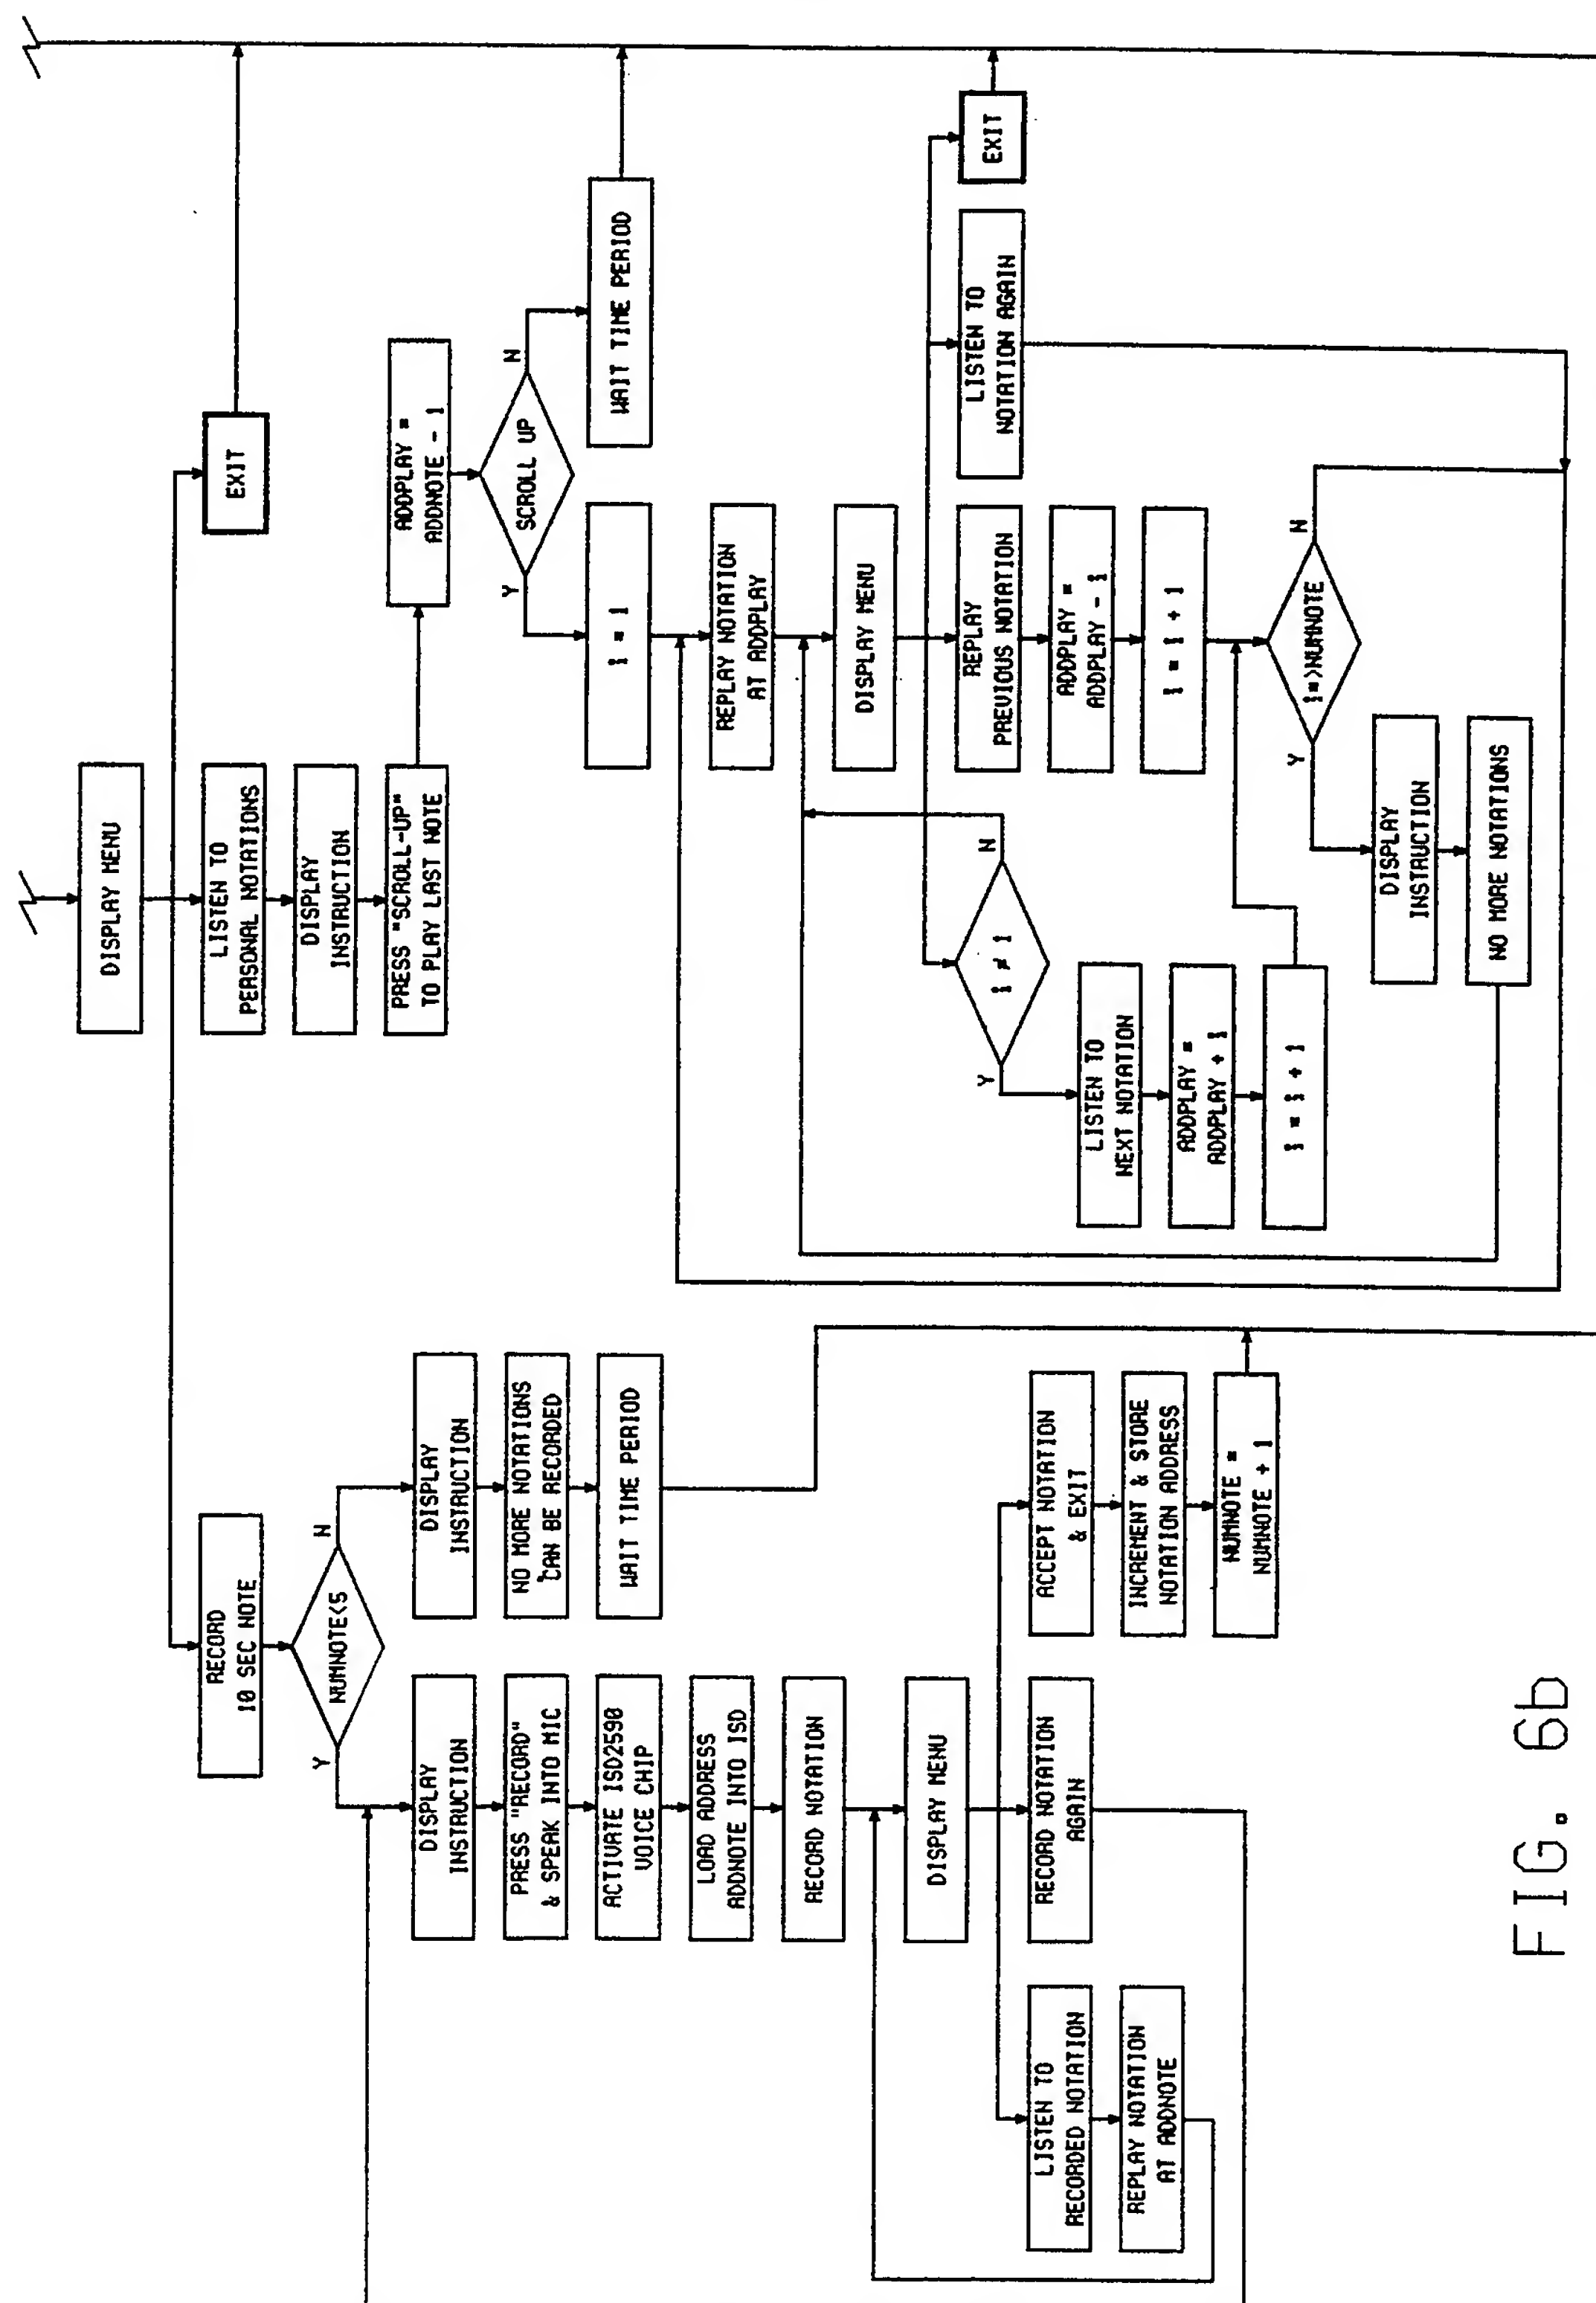 DISPLAY MENU
RECORD
10 SEC NOTE
LISTEN TO
PERSONAL NOTATIONS
EXIT
NUMNOTE<5
Y
N
DISPLAY
INSTRUCTION
PRESS "SCROLL-UP"
TO PLAY LAST NOTE
ADDPLAY =
ADDNOTE - 1
DISPLAY
INSTRUCTION
PRESS "RECORD"
& SPEAK INTO MIC
ACTIVATE ISD2590
VOICE CHIP
LOAD ADDRESS
ADDNOTE INTO ISD
RECORD NOTATION
DISPLAY MENU
LISTEN TO
RECORDED NOTATION
REPLAY NOTATION
AT ADDNOTE
RECORD NOTATION
AGAIN
ACCEPT NOTATION
& EXIT
INCREMENT & STORE
NOTATION ADDRESS
NUMNOTE =
NUMNOTE + 1
DISPLAY
INSTRUCTION
NO MORE NOTATIONS
CAN BE RECORDED
WAIT TIME PERIOD
SCROLL UP
Y
N
WAIT TIME PERIOD
i = 1
REPLAY NOTATION
AT ADDPLAY
DISPLAY MENU
i ≠ 1
Y
N
LISTEN TO
NEXT NOTATION
ADDPLAY =
ADDPLAY + 1
i = i + 1
REPLAY
PREVIOUS NOTATION
ADDPLAY =
ADDPLAY - 1
i = i + 1
LISTEN TO
NOTATION AGAIN
EXIT
i=>NUMNOTE
Y
N
DISPLAY
INSTRUCTION
NO MORE NOTATIONS
FIG. 6b